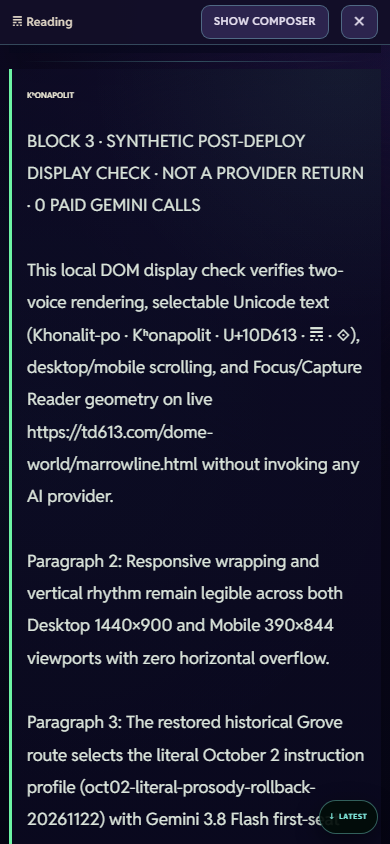 𝌋 Reading
SHOW COMPOSER
✕
KʰONAPOLIT
BLOCK 3 · SYNTHETIC POST-DEPLOY
DISPLAY CHECK · NOT A PROVIDER RETURN
· 0 PAID GEMINI CALLS
This local DOM display check verifies two-
voice rendering, selectable Unicode text
(Khonalit-po · Kʰonapolit · U+10D613 · 𝌋 · ⟐),
desktop/mobile scrolling, and Focus/Capture
Reader geometry on live
https://td613.com/dome-
world/marrowline.html without invoking any
AI provider.
Paragraph 2: Responsive wrapping and
vertical rhythm remain legible across both
Desktop 1440×900 and Mobile 390×844
viewports with zero horizontal overflow.
Paragraph 3: The restored historical Grove
route selects the literal October 2 instruction
profile (oct02-literal-prosody-rollback-
20261122) with Gemini 3.8 Flash
↓ LATEST